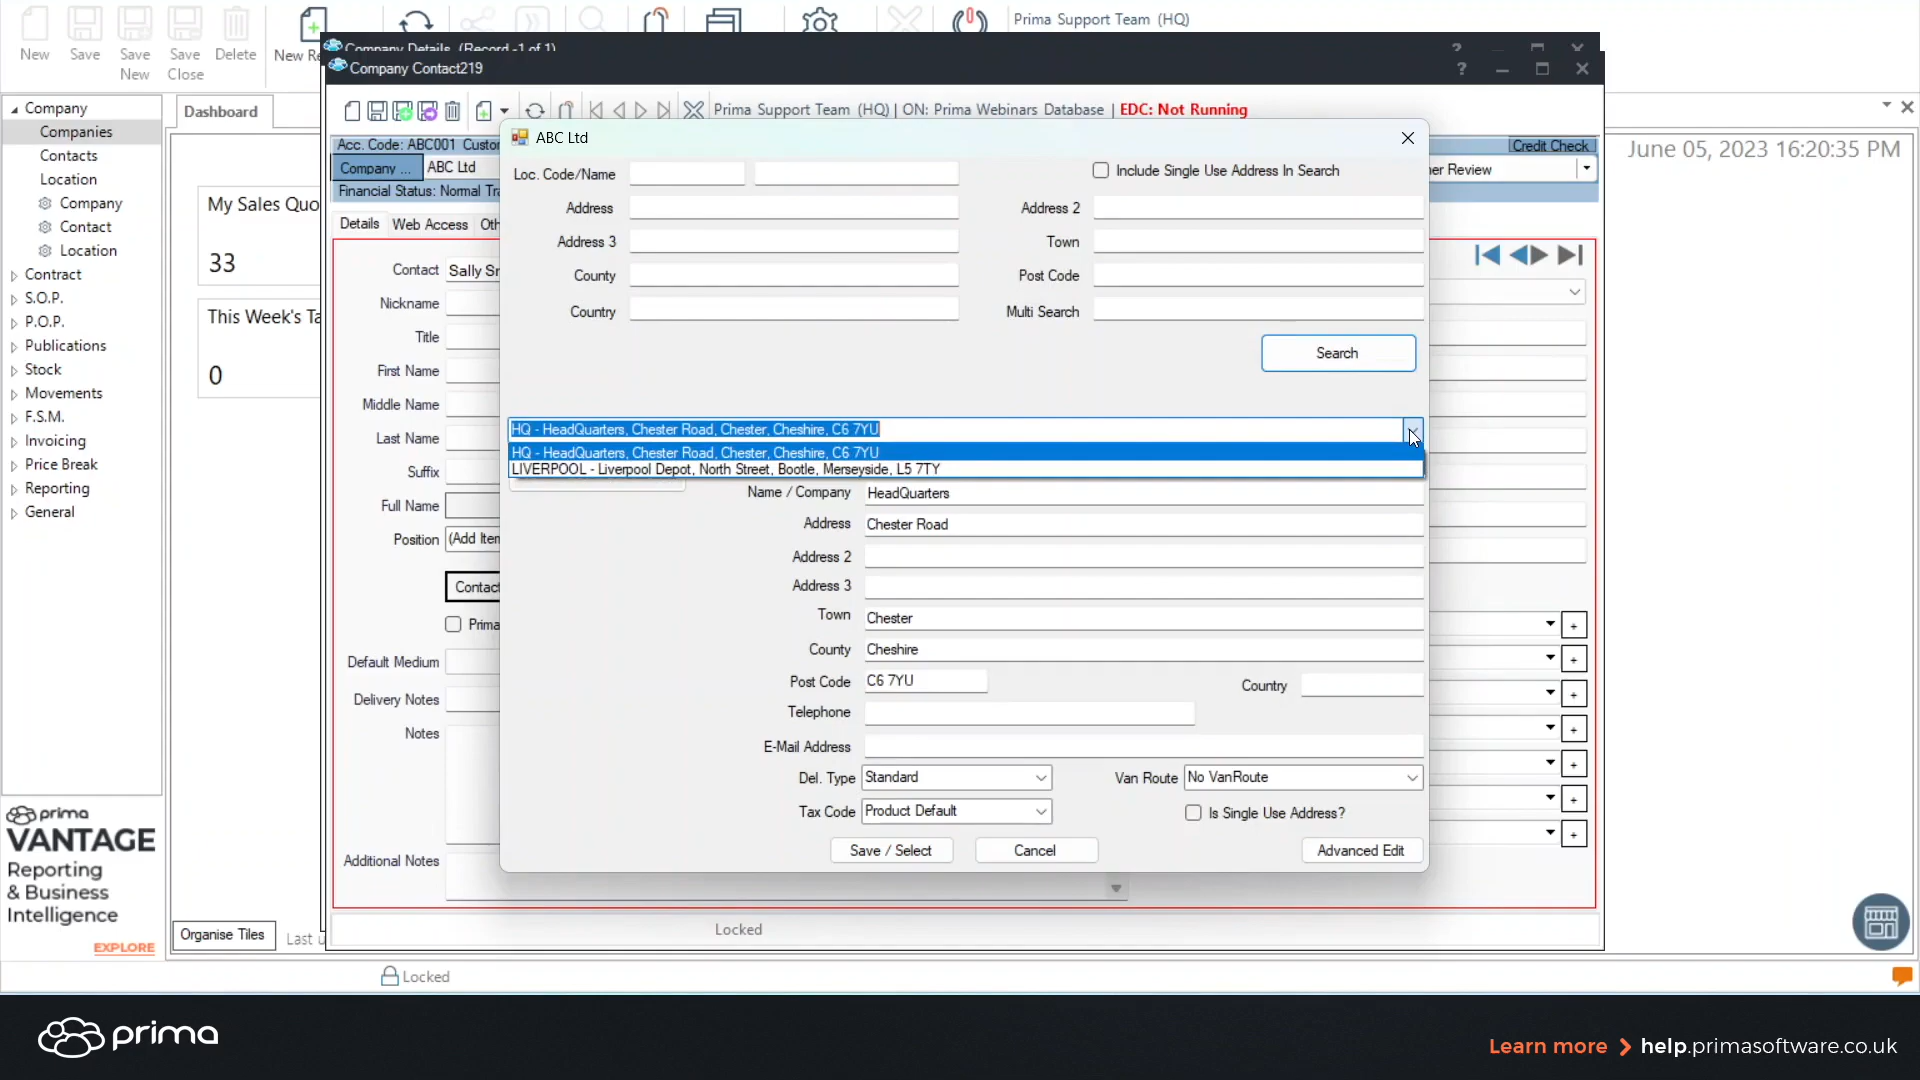 New
Save
Save
New
Save
Close
Delete
New Re
Prima Support Team (HQ)
Company Details (Record -1 of 1)
Company Contact219
Company
Companies
Contacts
Location
Company
Contact
Location
Contract
S.O.P.
P.O.P.
Publications
Stock
Movements
F.S.M.
Invoicing
Price Break
Reporting
General
Dashboard
My Sales Quo
33
This Week's Ta
0
June 05, 2023 16:20:35 PM
Prima Support Team (HQ) | ON: Prima Webinars Database | EDC: Not Running
Acc. Code: ABC001 Custo
Credit Check
Company ... ABC Ltd
er Review
Financial Status: Normal Tra
Details Web Access Oth
Contact Sally Sr
Nickname
Title
First Name
Middle Name
Last Name
Suffix
Full Name
Position (Add Iten
Contac
Prima
Default Medium
Delivery Notes
Notes
Additional Notes
ABC Ltd
Loc. Code/Name
Include Single Use Address In Search
Address
Address 2
Address 3
Town
County
Post Code
Country
Multi Search
Search
HQ - HeadQuarters, Chester Road, Chester, Cheshire, C6 7YU
HQ - HeadQuarters, Chester Road, Chester, Cheshire, C6 7YU
LIVERPOOL - Liverpool Depot, North Street, Bootle, Merseyside, L5 7TY
Name / Company HeadQuarters
Address Chester Road
Address 2
Address 3
Town Chester
County Cheshire
Post Code C6 7YU
Country
Telephone
E-Mail Address
Del. Type Standard
Van Route No VanRoute
Tax Code Product Default
Is Single Use Address?
Save / Select
Cancel
Advanced Edit
Locked
prima
VANTAGE
Reporting
& Business
Intelligence
EXPLORE
Organise Tiles
Last u
Locked
prima
Learn more > help.primasoftware.co.uk